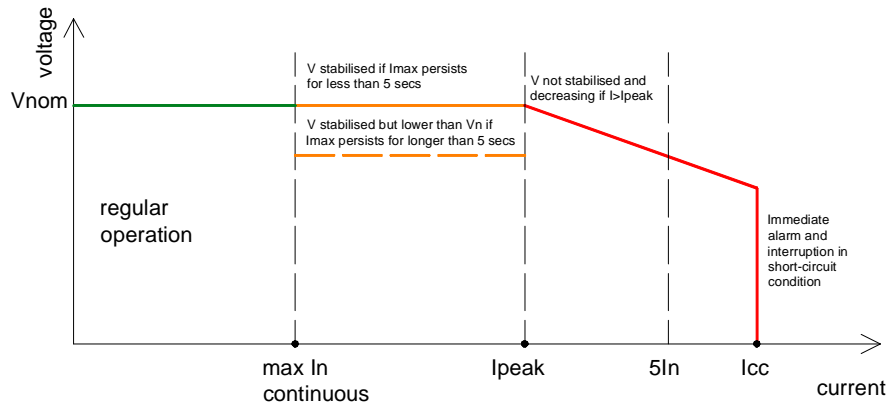 voltage
Vnom
V stabilised if Imax persists
for less than 5 secs
V stabilised but lower than Vn if
Imax persists for longer than 5 secs
V not stabilised and
decreasing if I>Ipeak
regular
operation
Immediate
alarm and
interruption in
short-circuit
condition
max In
continuous
Ipeak
5In
Icc
current